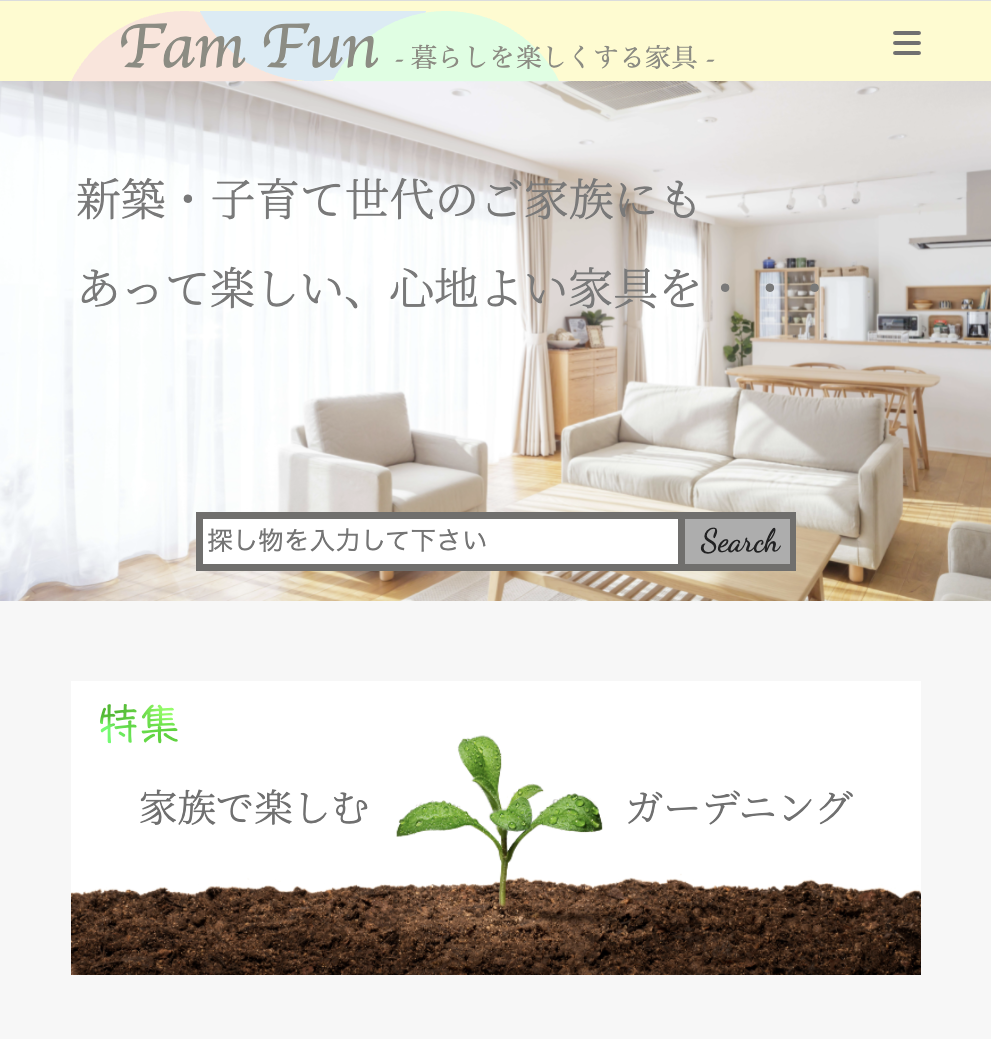 Fam Fun - 暮らしを楽しくする家具 -
新築・子育て世代のご家族にも
あって楽しい、心地よい家具を・・・
探し物を入力して下さい Search
特集
家族で楽しむ ガーデニング